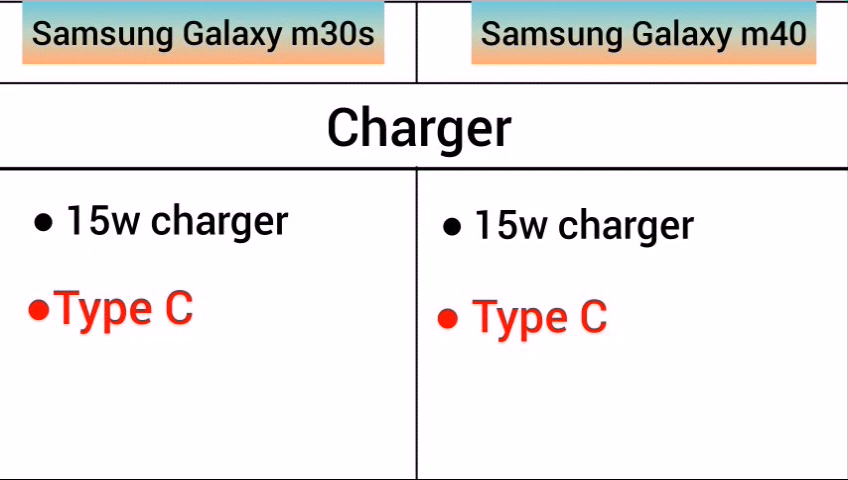 Samsung Galaxy m30s
Samsung Galaxy m40
Charger
● 15w charger
● 15w charger
●Type C
● Type C